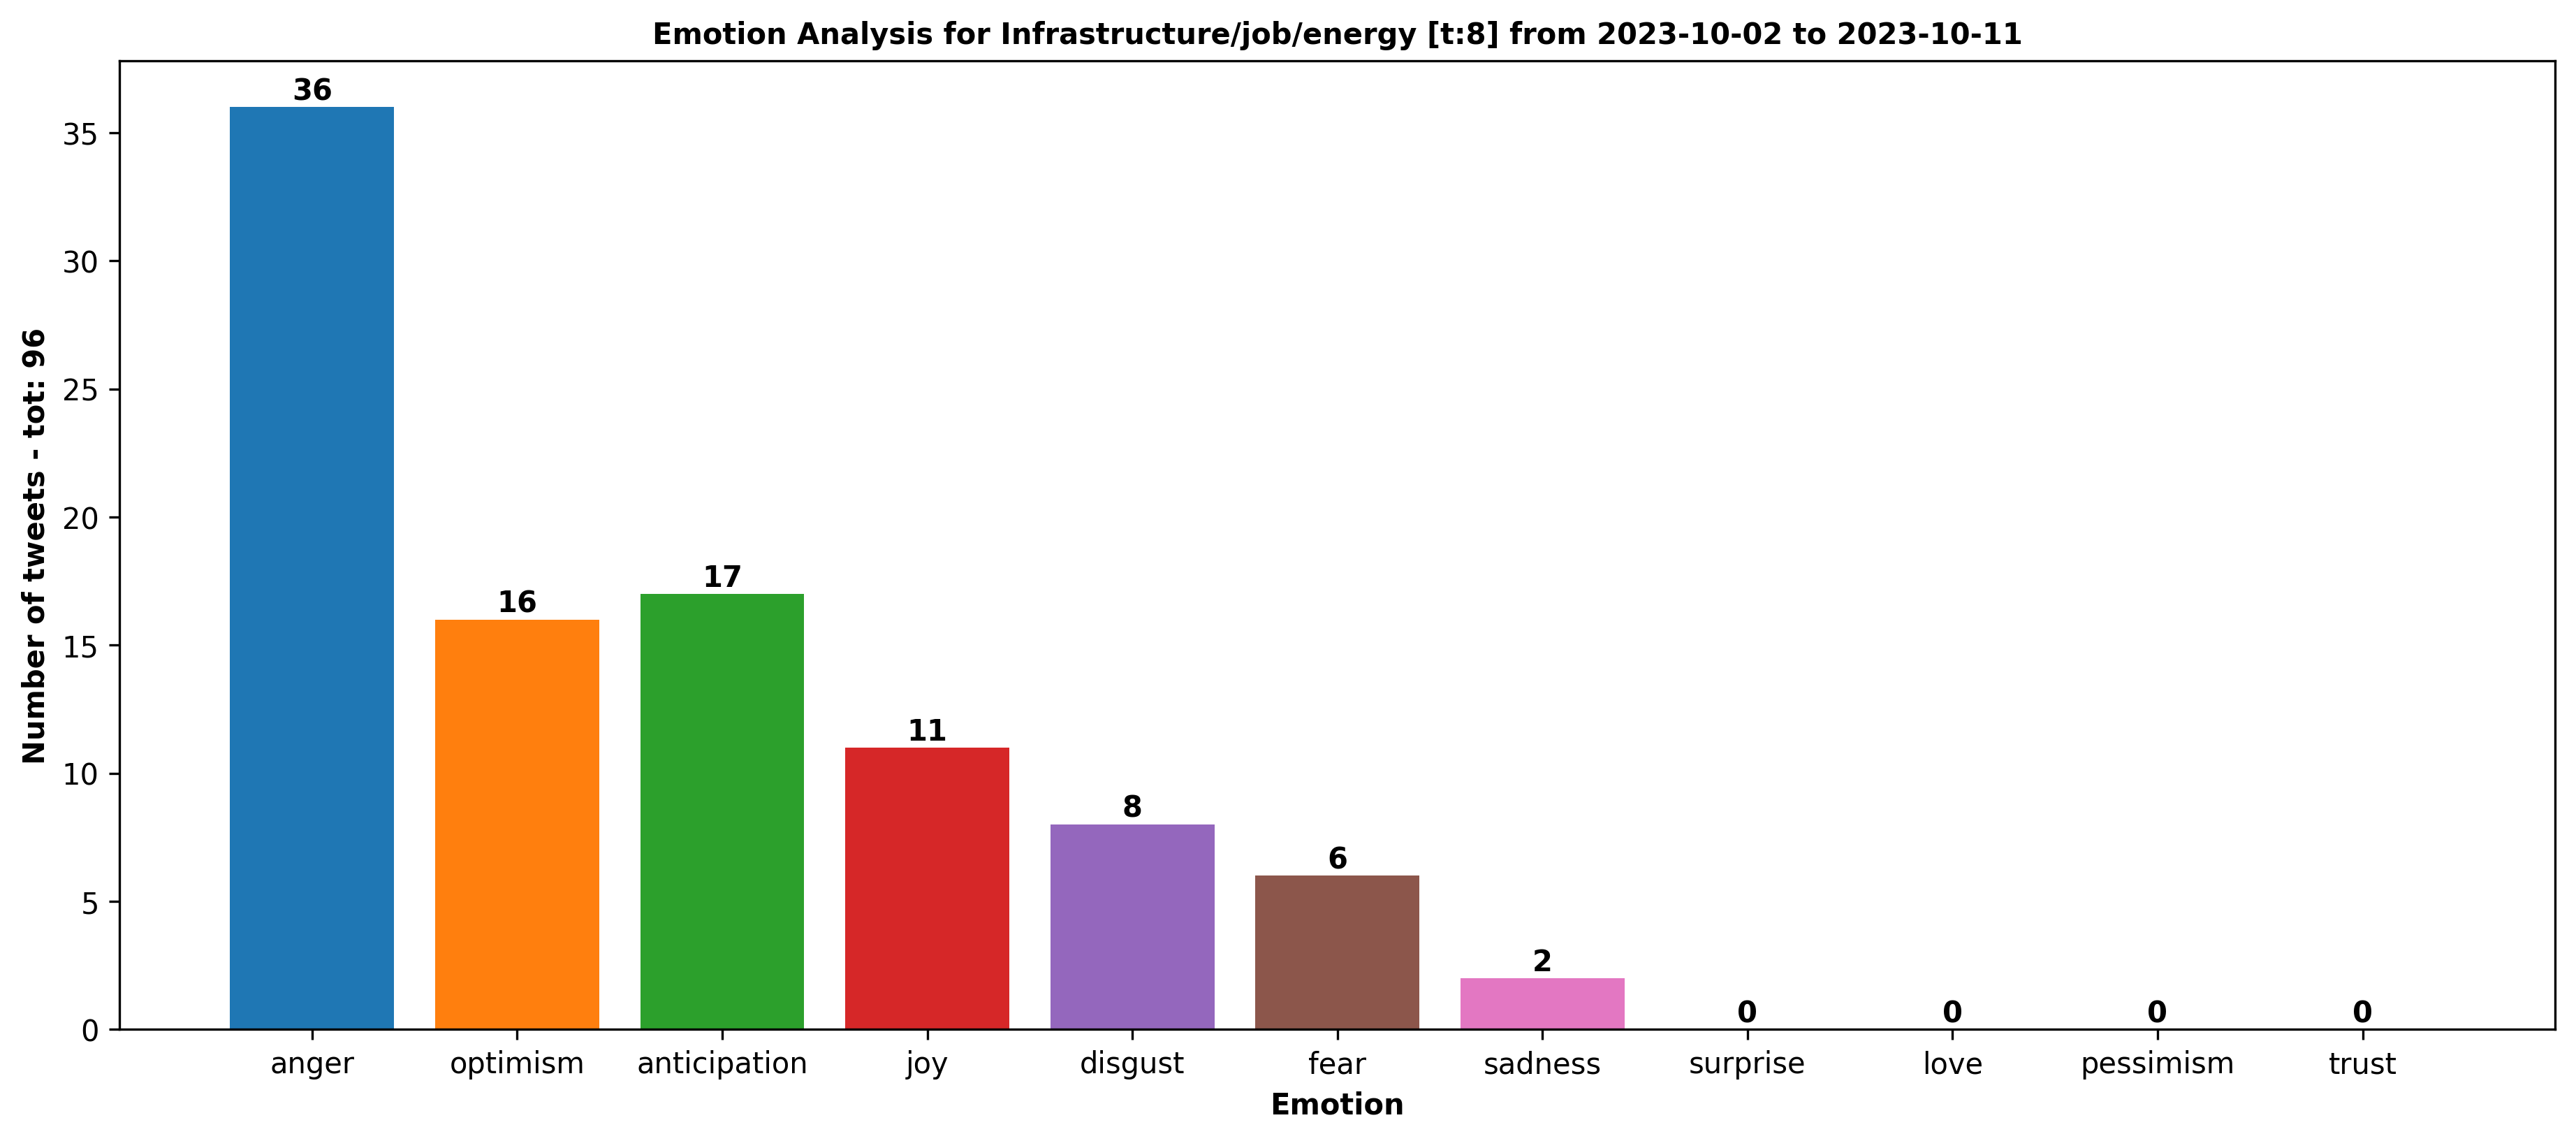 Emotion Analysis for Infrastructure/job/energy [t:8] from 2023-10-02 to 2023-10-11
Number of tweets - tot: 96
35
30
25
20
15
10
5
0
36
16
17
11
8
6
2
0
0
0
0
anger
optimism
anticipation
joy
disgust
fear
sadness
surprise
love
pessimism
trust
Emotion